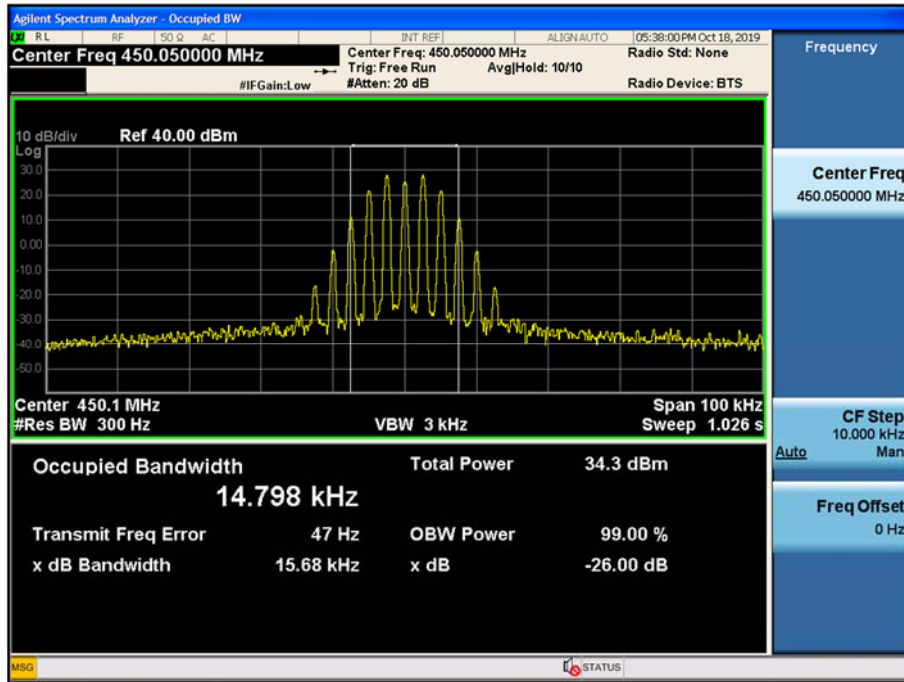 Agilent Spectrum Analyzer - Occupied BW
LXI RL RF 50 Ω AC INT REF ALIGN AUTO 05:38:00 PM Oct 18, 2019
Center Freq 450.050000 MHz
Center Freq: 450.050000 MHz
Radio Std: None
Trig: Free Run Avg|Hold: 10/10
#IFGain:Low
#Atten: 20 dB
Radio Device: BTS
Frequency
10 dB/div Ref 40.00 dBm
Log
30.0
20.0
10.0
0.00
-10.0
-20.0
-30.0
-40.0
-50.0
Center 450.1 MHz Span 100 kHz
#Res BW 300 Hz VBW 3 kHz Sweep 1.026 s
Occupied Bandwidth Total Power 34.3 dBm
14.798 kHz
Transmit Freq Error 47 Hz OBW Power 99.00 %
x dB Bandwidth 15.68 kHz x dB -26.00 dB
Center Freq
450.050000 MHz
CF Step
10.000 kHz
Auto Man
Freq Offset
0 Hz
MSG STATUS